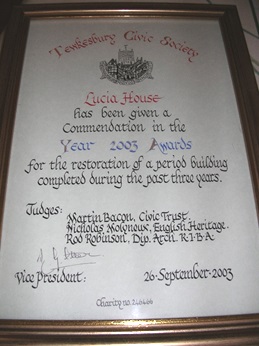 Tewkesbury Civic Society
Lucia House
has been given a
Commendation in the
Year 2003 Awards
for the restoration of a period building
completed during the past three years.
Judges:
Martin Bacon, Civic Trust.
Nicholas Molyneux, English Heritage.
Rod Robinson, Dip. Arch. R·I·B·A
Vice President:
26·September·2003
Charity no. 246466